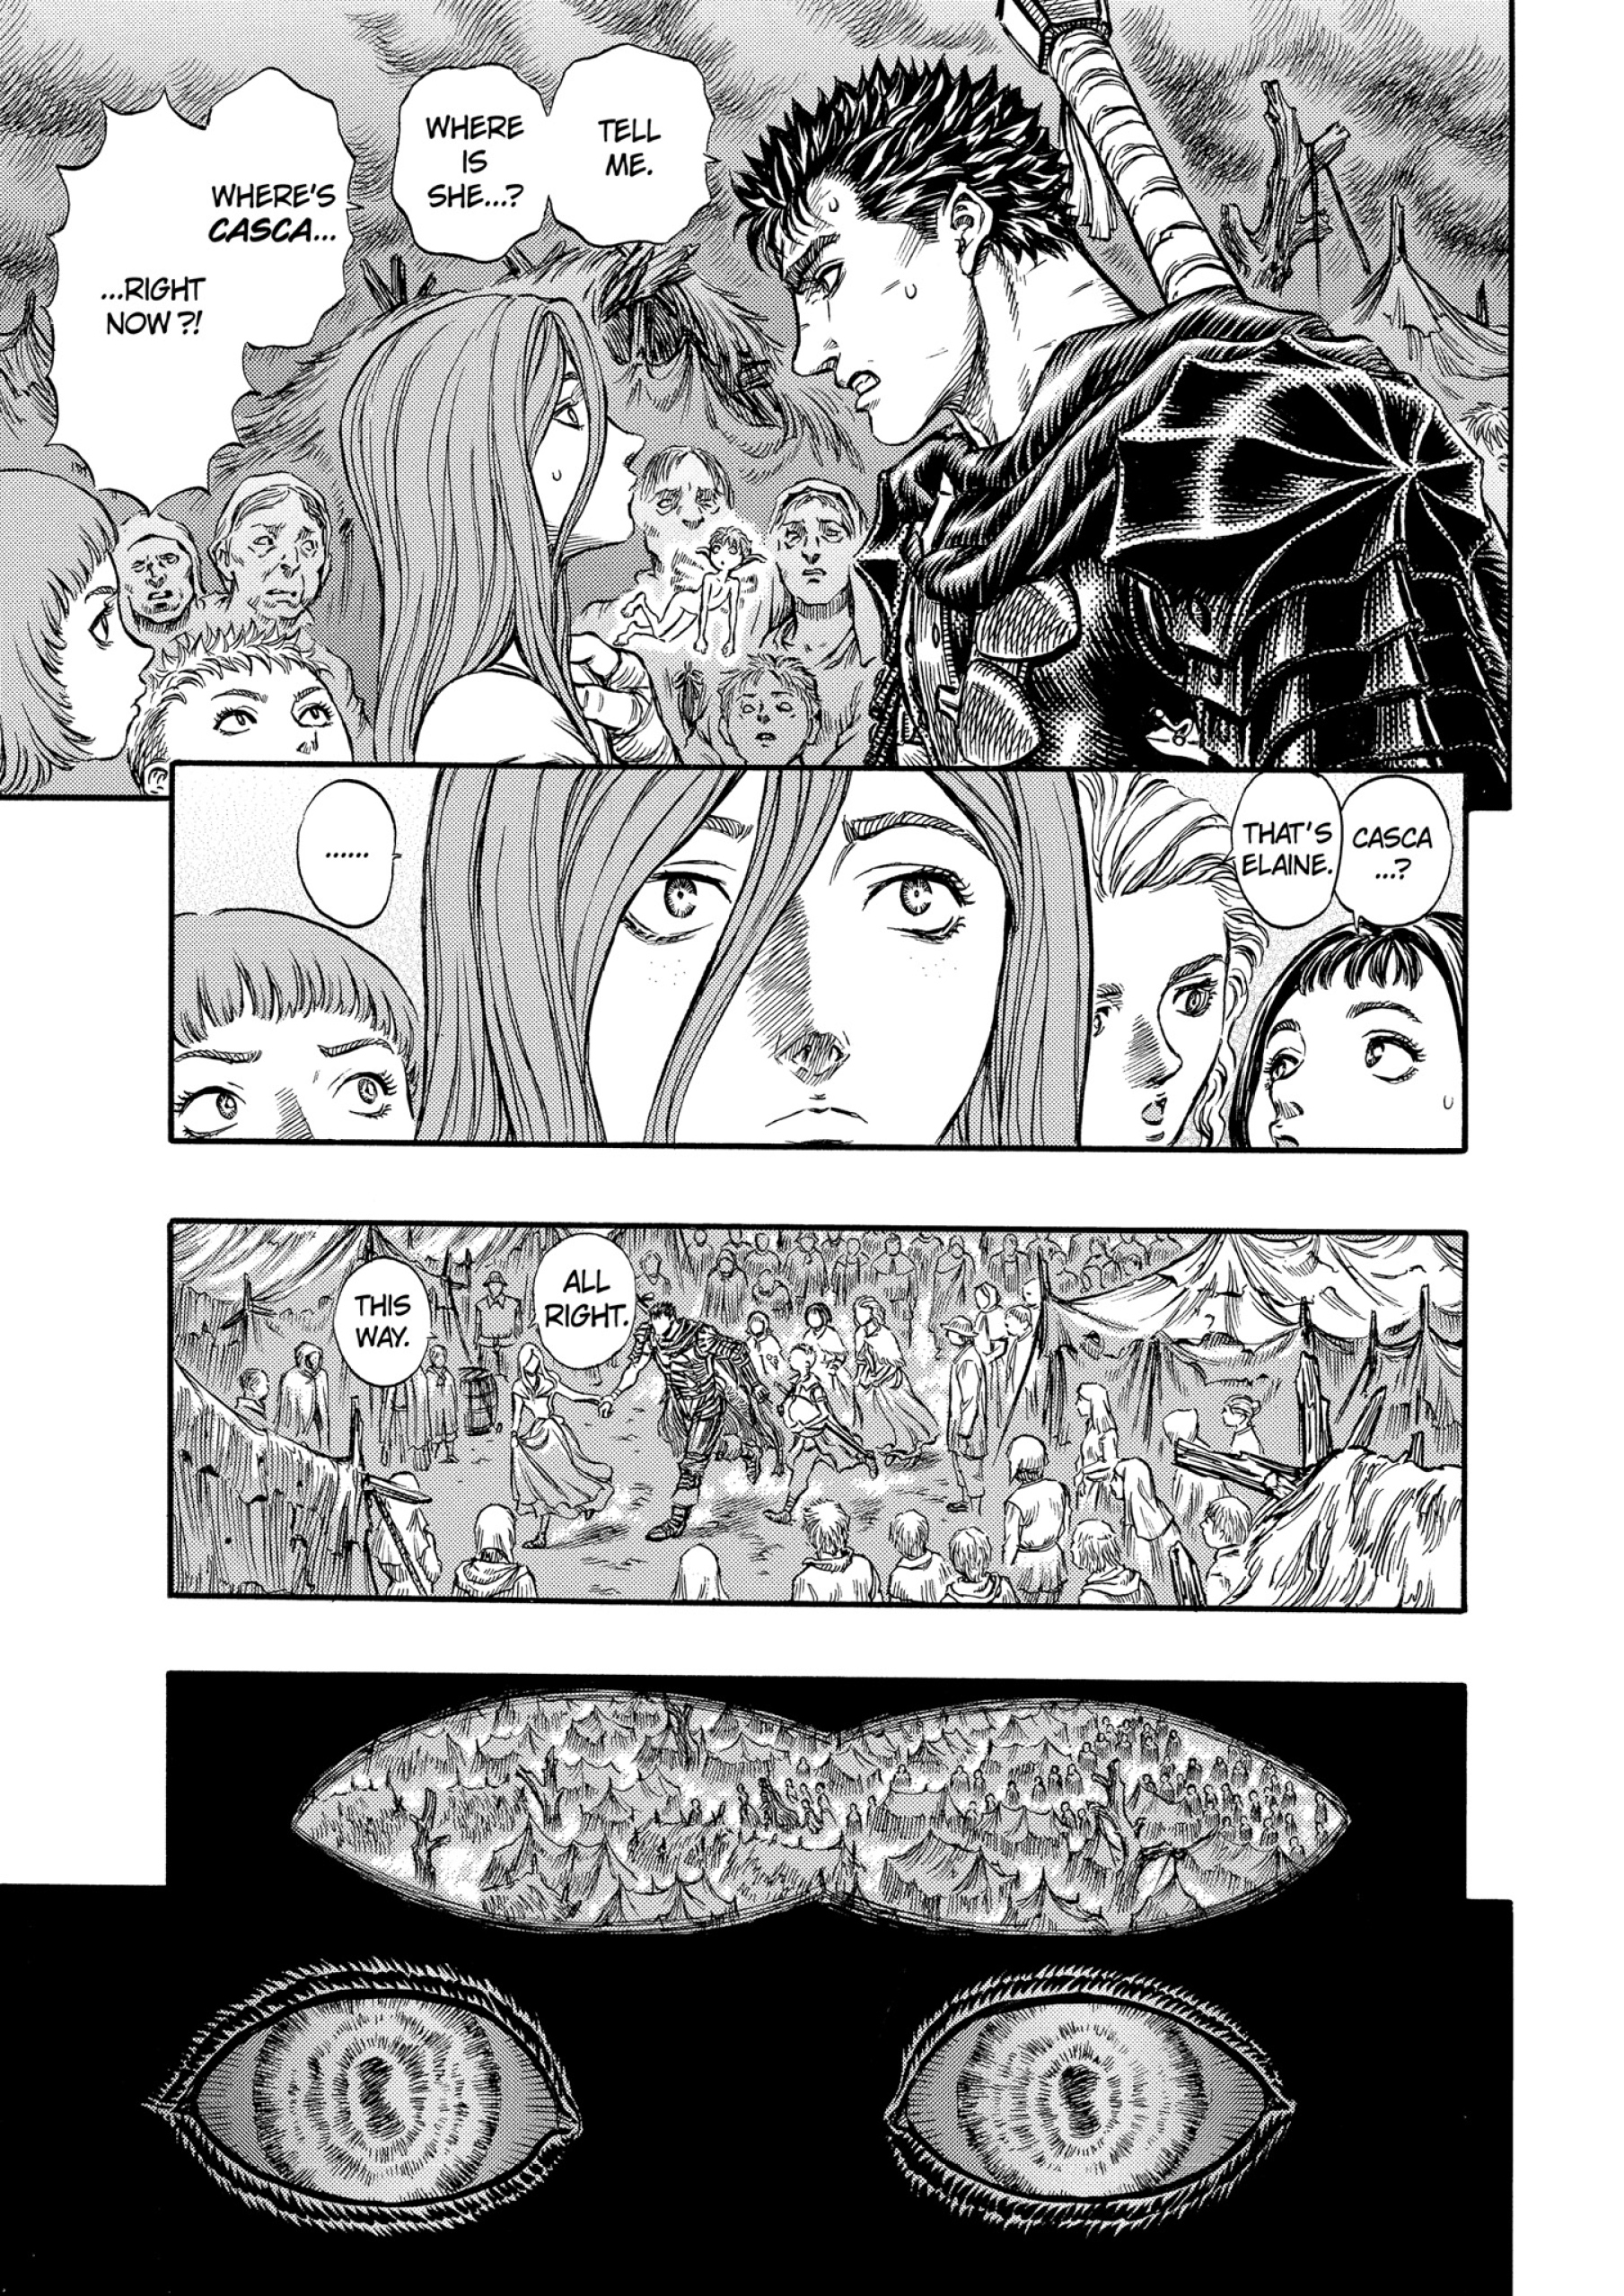 TELL
ME.
WHERE
IS
SHE...?
WHERE'S
CASCA...
...RIGHT
NOW?!
CASCA
...?
THAT'S
ELAINE.
......
ALL
RIGHT.
THIS
WAY.